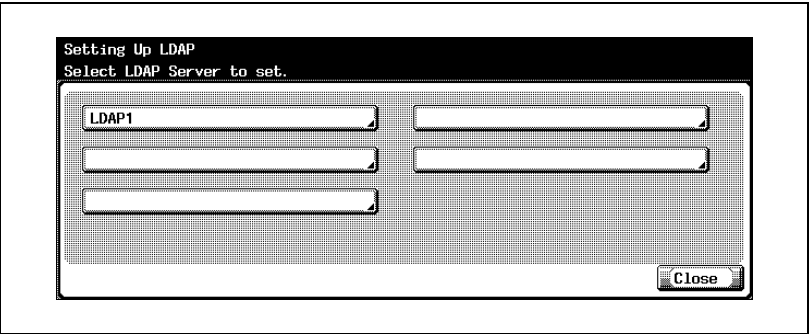 Setting Up LDAP
Select LDAP Server to set.
LDAP1
Close